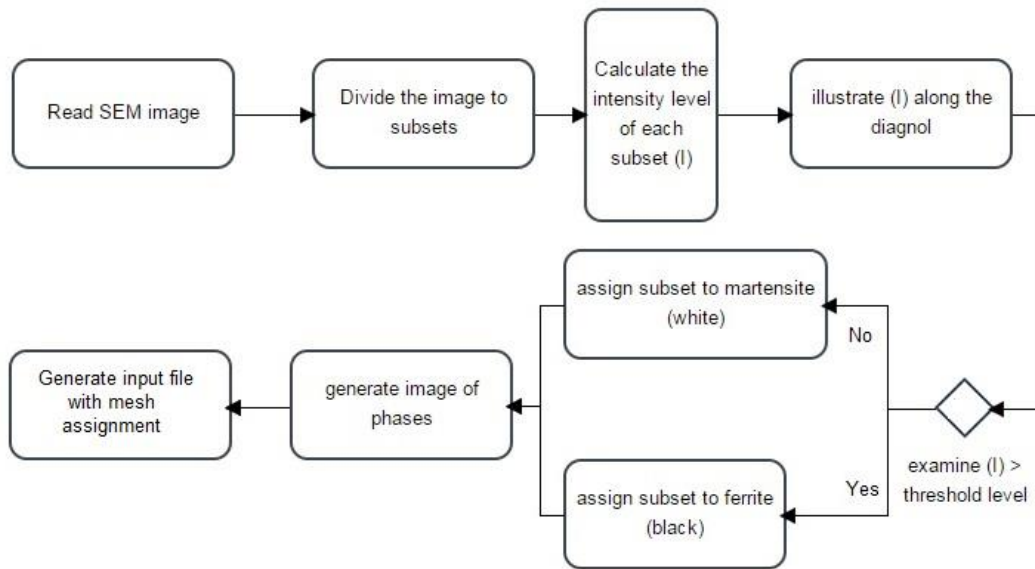 Read SEM image
Divide the image to
subsets
Calculate the
intensity level
of each
subset (I)
illustrate (I) along the
diagnol
examine (I) >
threshold level
No
Yes
assign subset to martensite
(white)
assign subset to ferrite
(black)
generate image of
phases
Generate input file
with mesh
assignment